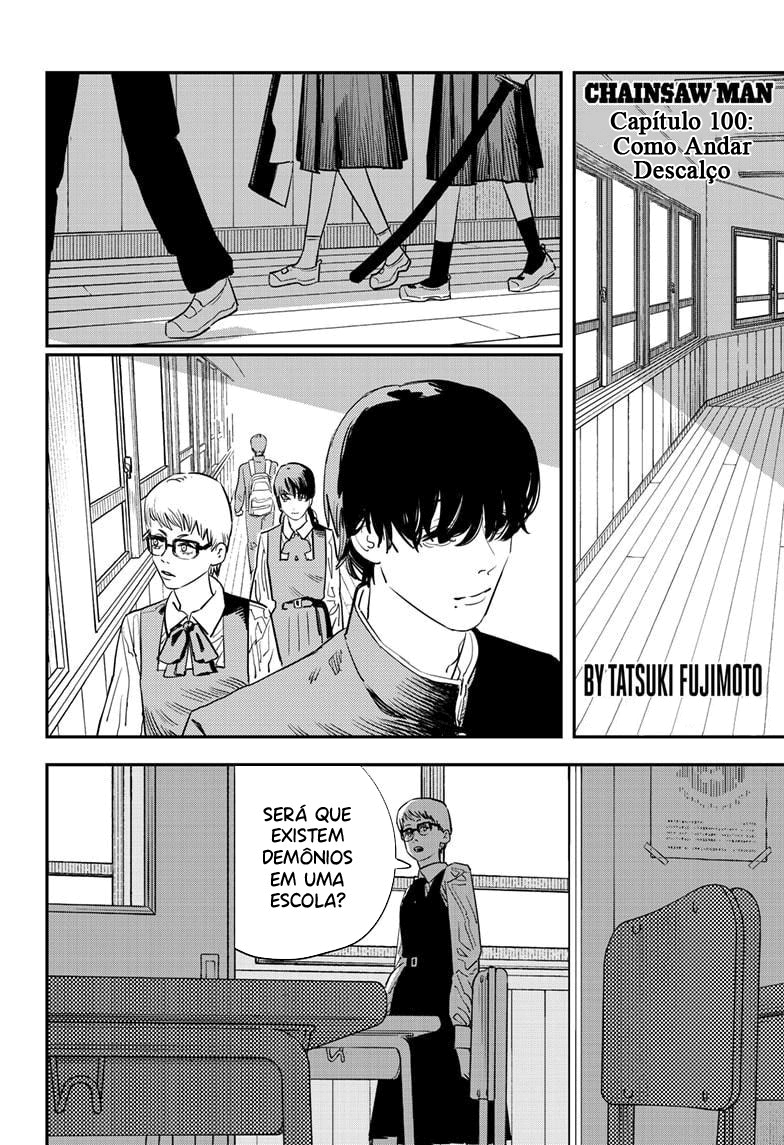 CHAINSAW MAN
Capítulo 100:
Como Andar
Descalço
BY TATSUKI FUJIMOTO
SERÁ QUE
EXISTEM
DEMÔNIOS
EM UMA
ESCOLA?